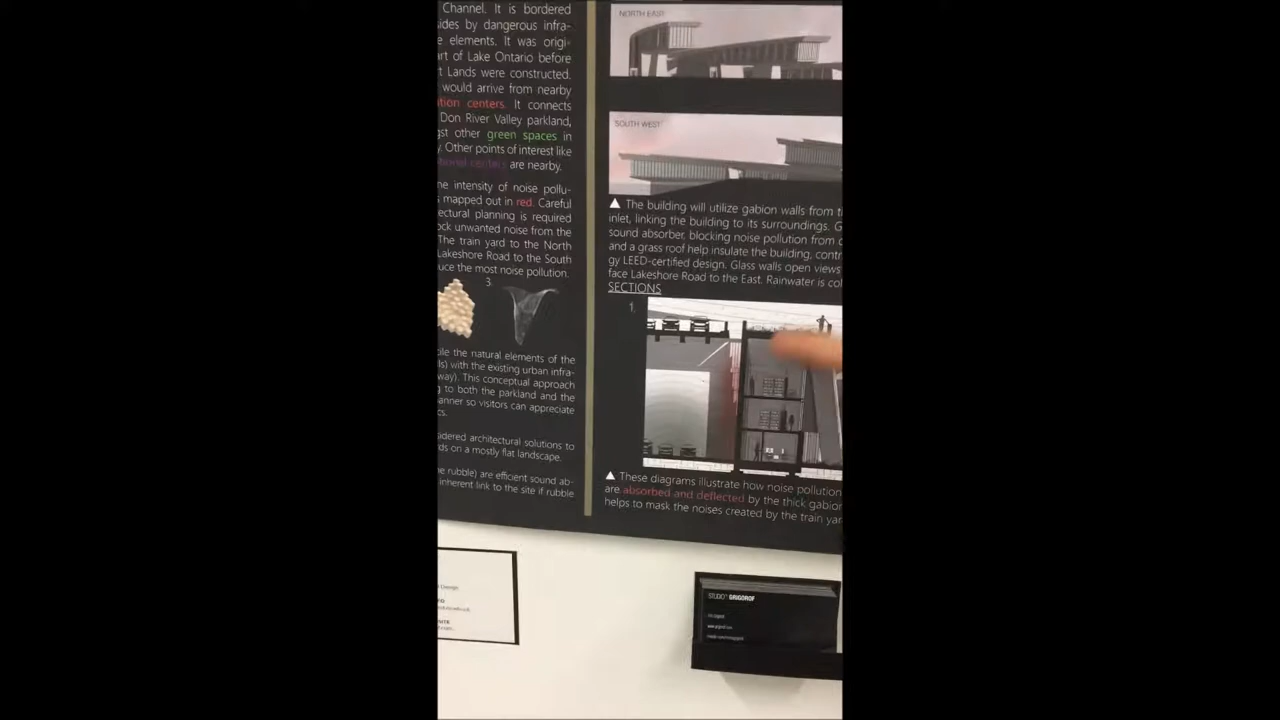 Channel. It is bordered
ides by dangerous infra-
e elements. It was origi-
art of Lake Ontario before
rt Lands were constructed.
would arrive from nearby
ation centers. It connects
Don River Valley parkland,
gst other green spaces in
y. Other points of interest like
are nearby.
he intensity of noise pollu-
s mapped out in red. Careful
ectural planning is required
ock unwanted noise from the
The train yard to the North
Lakeshore Road to the South
uce the most noise pollution.
3.
ble the natural elements of the
ls) with the existing urban infra-
way). This conceptual approach
g to both the parkland and the
anner so visitors can appreciate
cs.
sidered architectural solutions to
rds on a mostly flat landscape.
e rubble) are efficient sound ab-
inherent link to the site if rubble
NORTH EAST
SOUTH WEST
▲ The building will utilize gabion walls from th
inlet, linking the building to its surroundings. G
sound absorber, blocking noise pollution from
and a grass roof help insulate the building, contr
gy LEED-certified design. Glass walls open views
face Lakeshore Road to the East. Rainwater is col
SECTIONS
1.
▲ These diagrams illustrate how noise pollution
are absorbed and deflected by the thick gabion
helps to mask the noises created by the train yar
STUDIO GRIGOROF